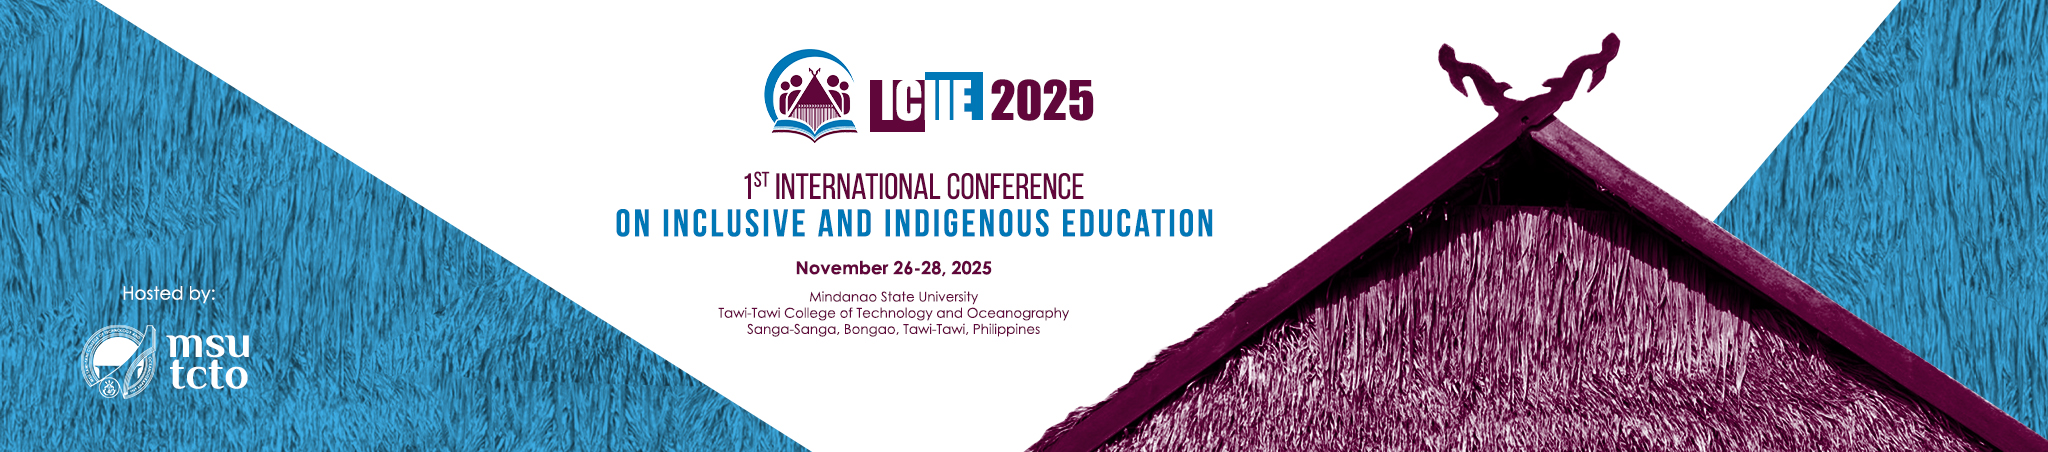 ICIIE 2025
1ST INTERNATIONAL CONFERENCE
ON INCLUSIVE AND INDIGENOUS EDUCATION
November 26-28, 2025
Mindanao State University
Tawi-Tawi College of Technology and Oceanography
Sanga-Sanga, Bongao, Tawi-Tawi, Philippines
Hosted by:
msu
tcto